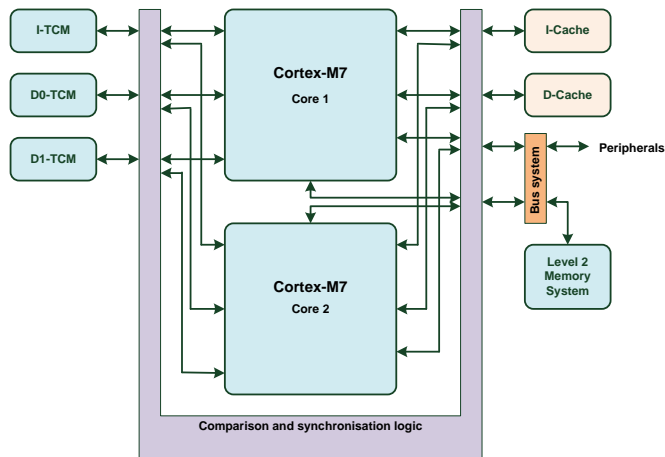 I-TCM
D0-TCM
D1-TCM
Cortex-M7
Core 1
Cortex-M7
Core 2
I-Cache
D-Cache
Bus system
Peripherals
Level 2
Memory
System
Comparison and synchronisation logic